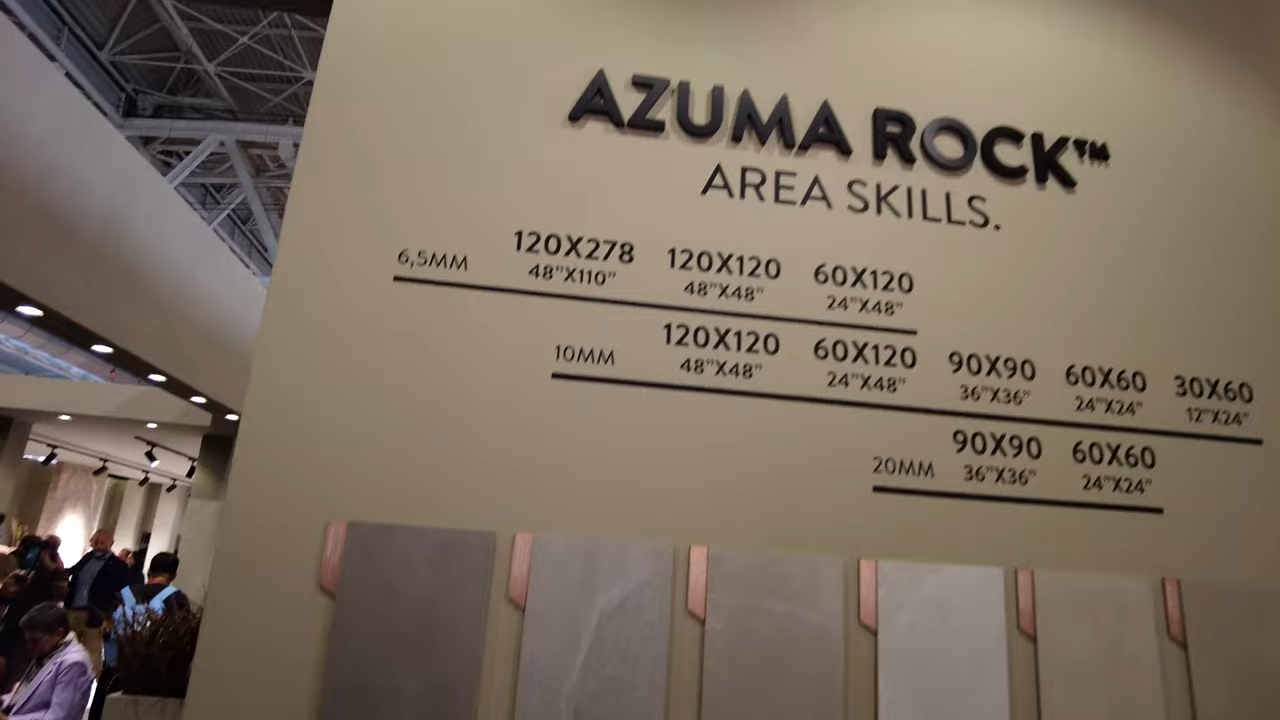 AZUMA ROCK™
AREA SKILLS.
6,5MM 120X278 120X120 60X120
48"X110" 48"X48" 24"X48"
10MM 120X120 60X120 90X90 60X60 30X60
48"X48" 24"X48" 36"X36" 24"X24" 12"X24"
20MM 90X90 60X60
36"X36" 24"X24"